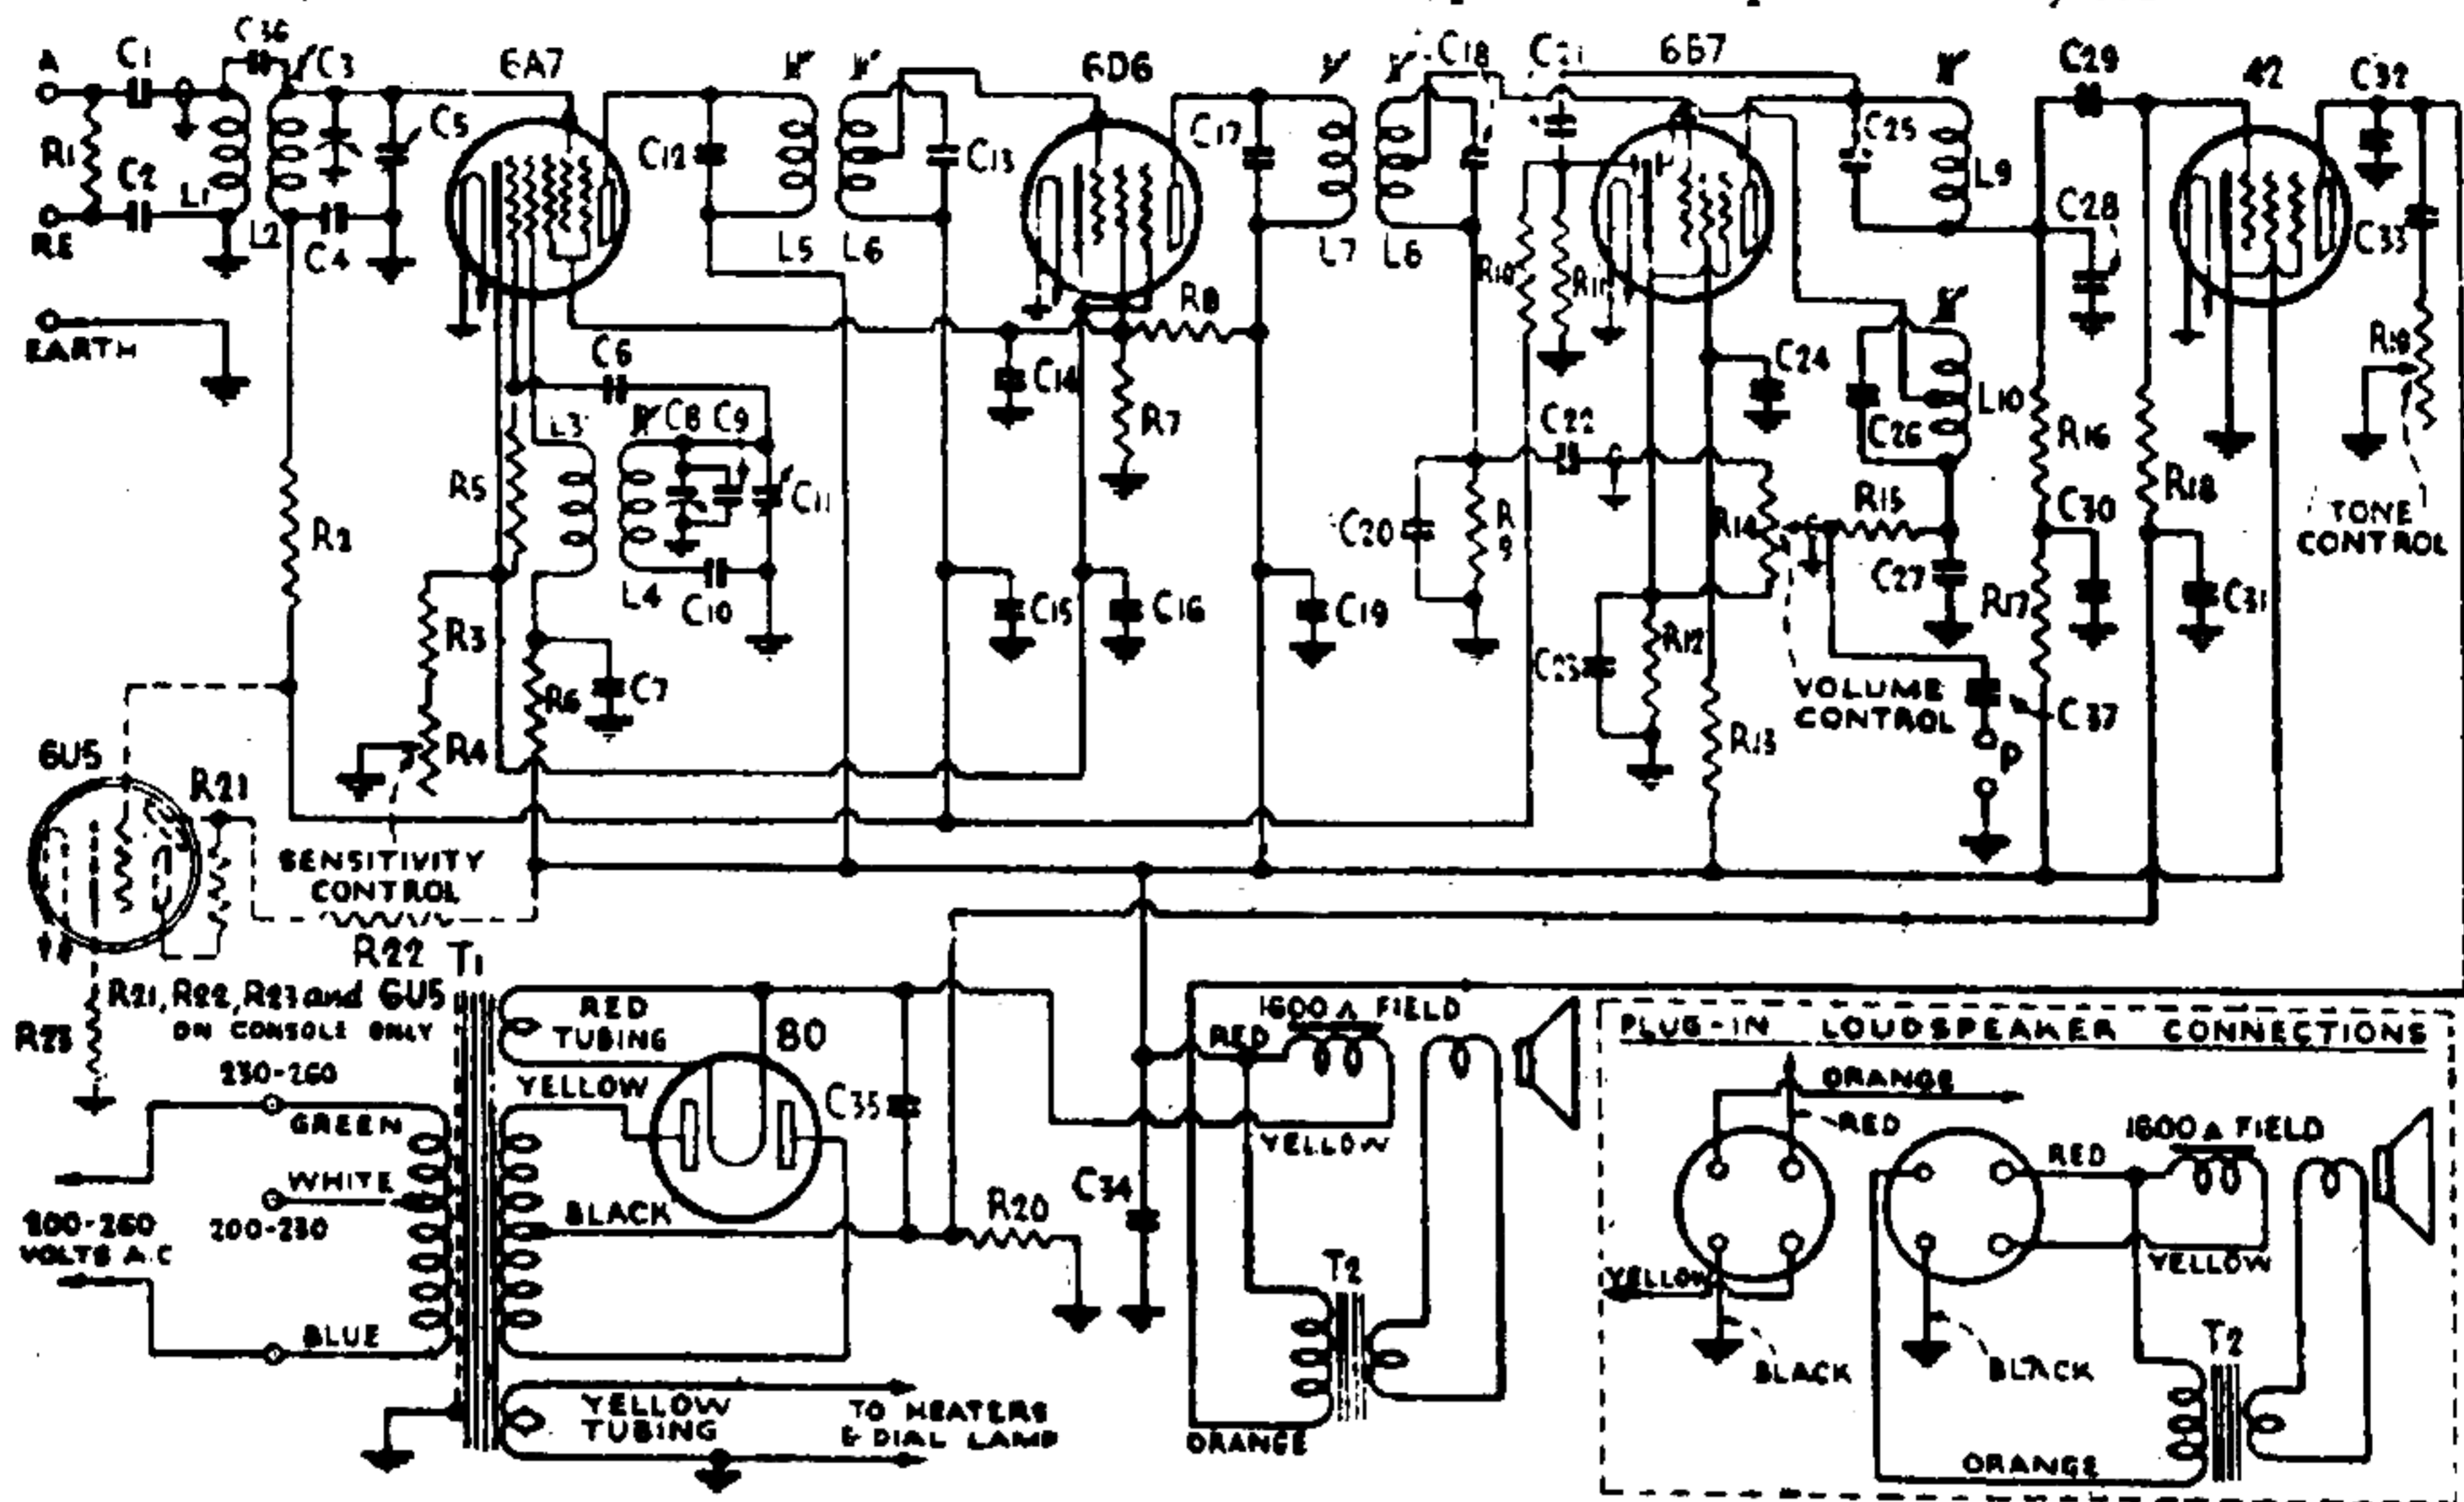 C36
A
C1
C3
6A7
6D6
C18
C21
6B7
C29
42
C32
R1
C5
C12
C13
C17
C25
L9
C2
L1
C28
C33
RE
L2
C4
L5
L6
L7
L8
R10
R11
R8
EARTH
C6
C14
C24
R19
L3
C8
C9
R7
C22
C26
L10
R16
R5
C11
R15
R18
R2
C20
R
9
R14
C30
TONE
CONTROL
L4
C10
C15
C16
C19
C27
R17
C31
R3
R12
C7
C23
R6
VOLUME
CONTROL
C37
6U5
R4
R13
P
R21
SENSITIVITY
CONTROL
R22
T1
R21, R22, R23 and 6U5
ON CONSOLE ONLY
R23
RED
TUBING
80
1600 Λ FIELD
RED
PLUG-IN LOUDSPEAKER CONNECTIONS
230-260
YELLOW
C35
ORANGE
RED
GREEN
YELLOW
1600 Λ FIELD
RED
WHITE
C34
BLACK
R20
200-260
VOLTS A.C
200-230
T2
YELLOW
YELLOW
BLUE
T2
BLACK
BLACK
YELLOW
TUBING
TO HEATERS
& DIAL LAMP
ORANGE
ORANGE